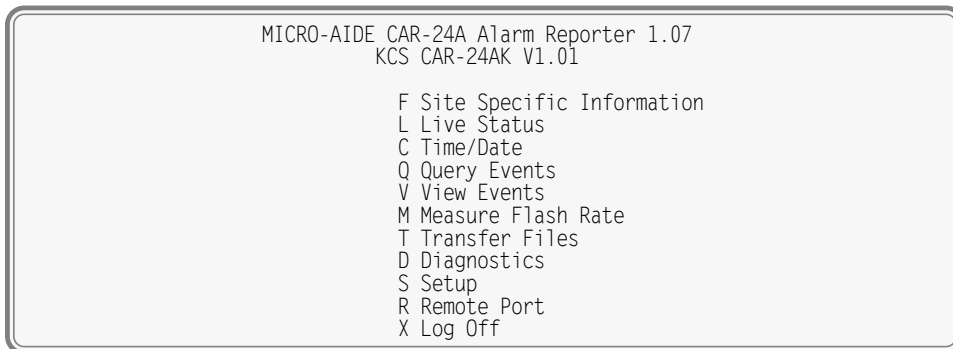 MICRO-AIDE CAR-24A Alarm Reporter 1.07
KCS CAR-24AK V1.01
F Site Specific Information
L Live Status
C Time/Date
Q Query Events
V View Events
M Measure Flash Rate
T Transfer Files
D Diagnostics
S Setup
R Remote Port
X Log Off